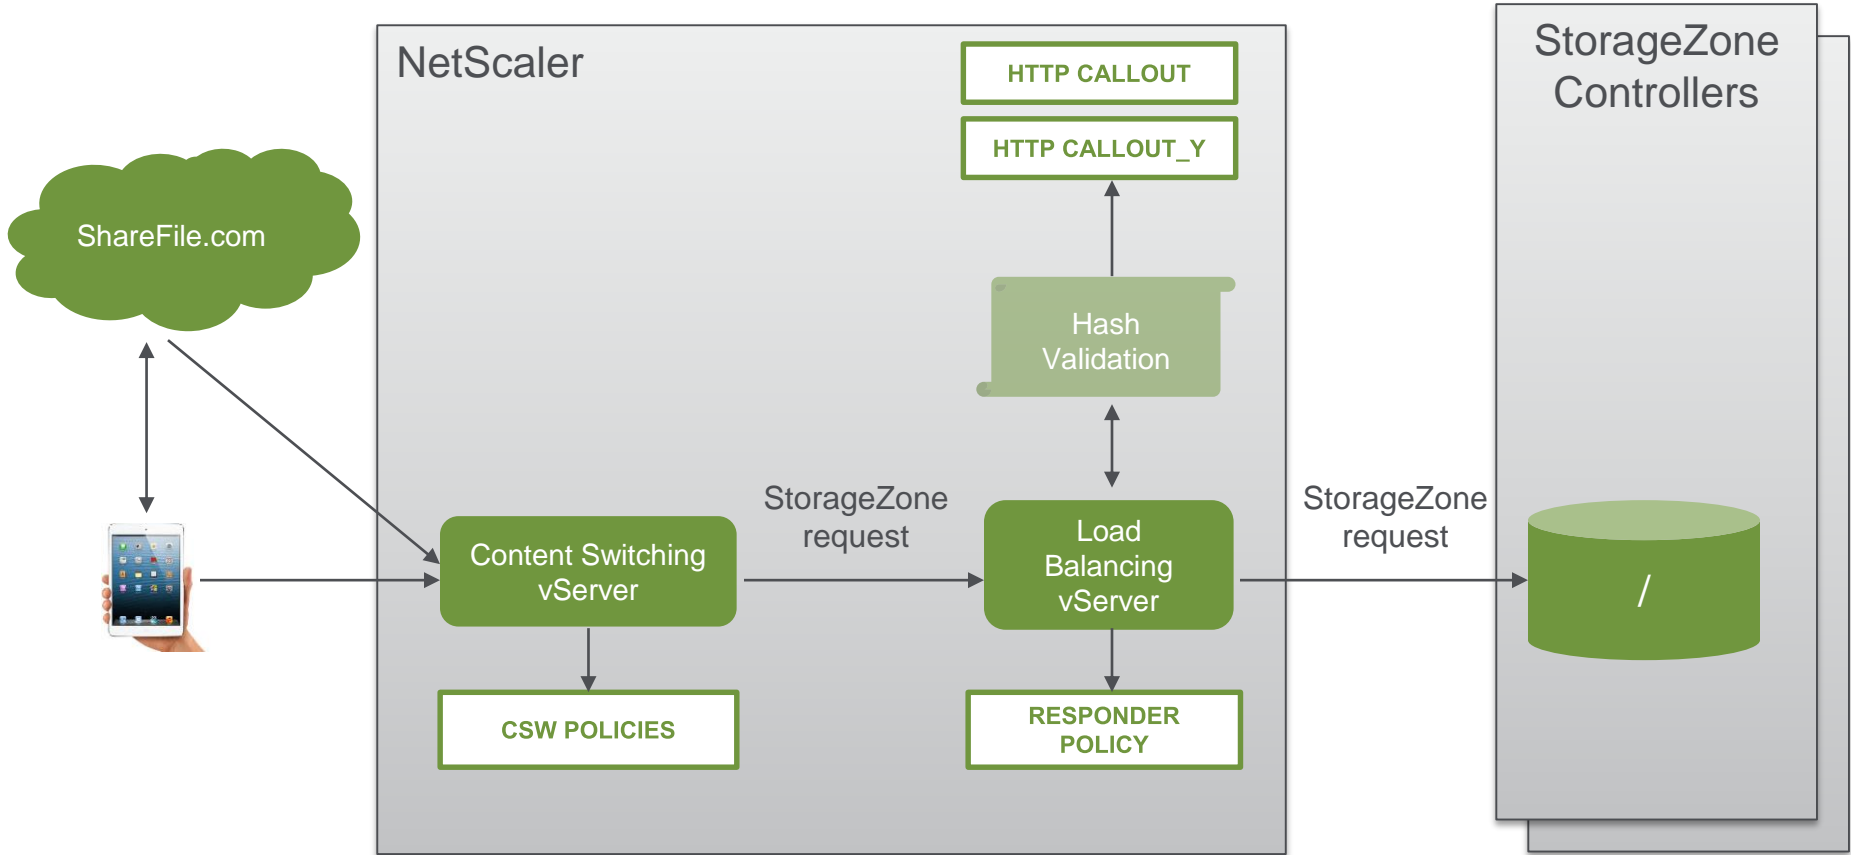 NetScaler
StorageZone
Controllers
HTTP CALLOUT
HTTP CALLOUT_Y
ShareFile.com
Hash
Validation
Content Switching
vServer
StorageZone
request
Load
Balancing
vServer
StorageZone
request
/
CSW POLICIES
RESPONDER
POLICY